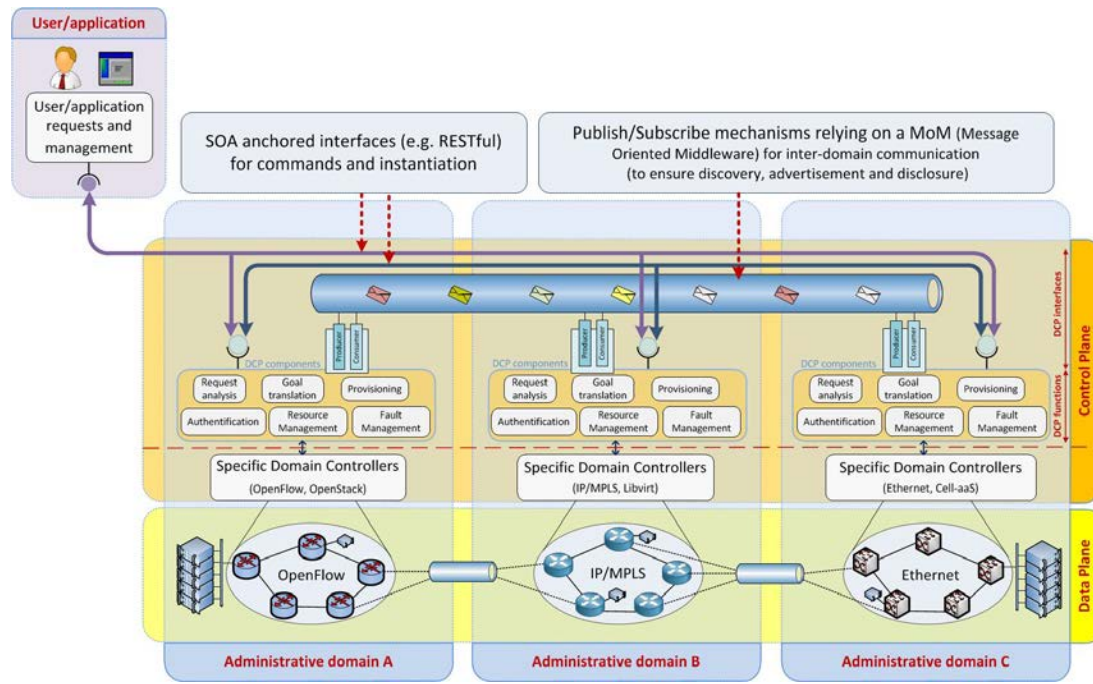 User/application
User/application
requests and
management
SOA anchored interfaces (e.g. RESTful)
for commands and instantiation
Publish/Subscribe mechanisms relying on a MoM (Message
Oriented Middleware) for inter-domain communication
(to ensure discovery, advertisement and disclosure)
DCP interfaces
DCP functions
Control Plane
Data Plane
Producer
Consumer
DCP components
Request
analysis
Goal
translation
Provisioning
Authentification
Resource
Management
Fault
Management
Specific Domain Controllers
(OpenFlow, OpenStack)
OpenFlow
Administrative domain A
Producer
Consumer
DCP components
Request
analysis
Goal
translation
Provisioning
Authentification
Resource
Management
Fault
Management
Specific Domain Controllers
(IP/MPLS, Libvirt)
IP/MPLS
Administrative domain B
Producer
Consumer
DCP components
Request
analysis
Goal
translation
Provisioning
Authentification
Resource
Management
Fault
Management
Specific Domain Controllers
(Ethernet, Cell-aaS)
Ethernet
Administrative domain C